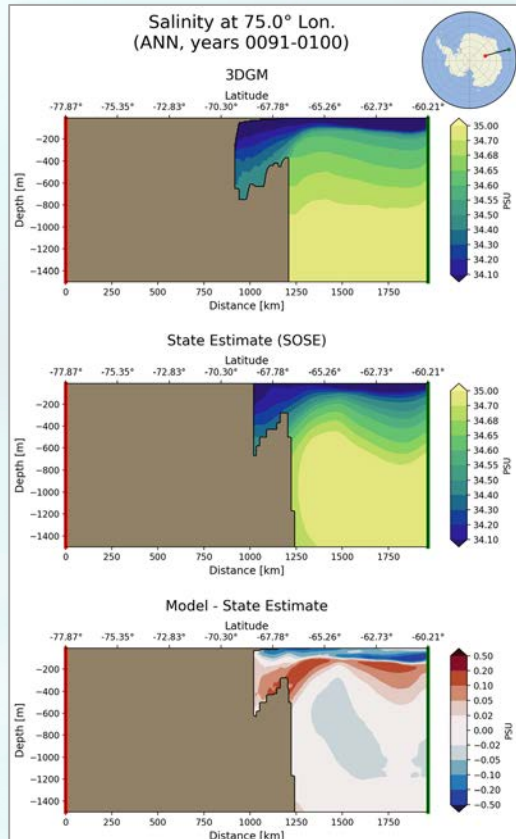 Salinity at 75.0° Lon.
(ANN, years 0091-0100)
3DGM
Latitude
-77.87° -75.35° -72.83° -70.30° -67.78° -65.26° -62.73° -60.21°
Depth [m]
−200
−400
−600
−800
−1000
−1200
−1400
0 250 500 750 1000 1250 1500 1750
Distance [km]
35.00
34.70
34.68
34.65
34.60
34.55
34.50
34.40
34.30
34.20
34.10
PSU
State Estimate (SOSE)
Latitude
-77.87° -75.35° -72.83° -70.30° -67.78° -65.26° -62.73° -60.21°
Depth [m]
−200
−400
−600
−800
−1000
−1200
−1400
0 250 500 750 1000 1250 1500 1750
Distance [km]
35.00
34.70
34.68
34.65
34.60
34.55
34.50
34.40
34.30
34.20
34.10
PSU
Model - State Estimate
Latitude
-77.87° -75.35° -72.83° -70.30° -67.78° -65.26° -62.73° -60.21°
Depth [m]
−200
−400
−600
−800
−1000
−1200
−1400
0 250 500 750 1000 1250 1500 1750
Distance [km]
0.50
0.20
0.10
0.05
0.02
−0.02
−0.05
−0.10
−0.20
−0.50
PSU